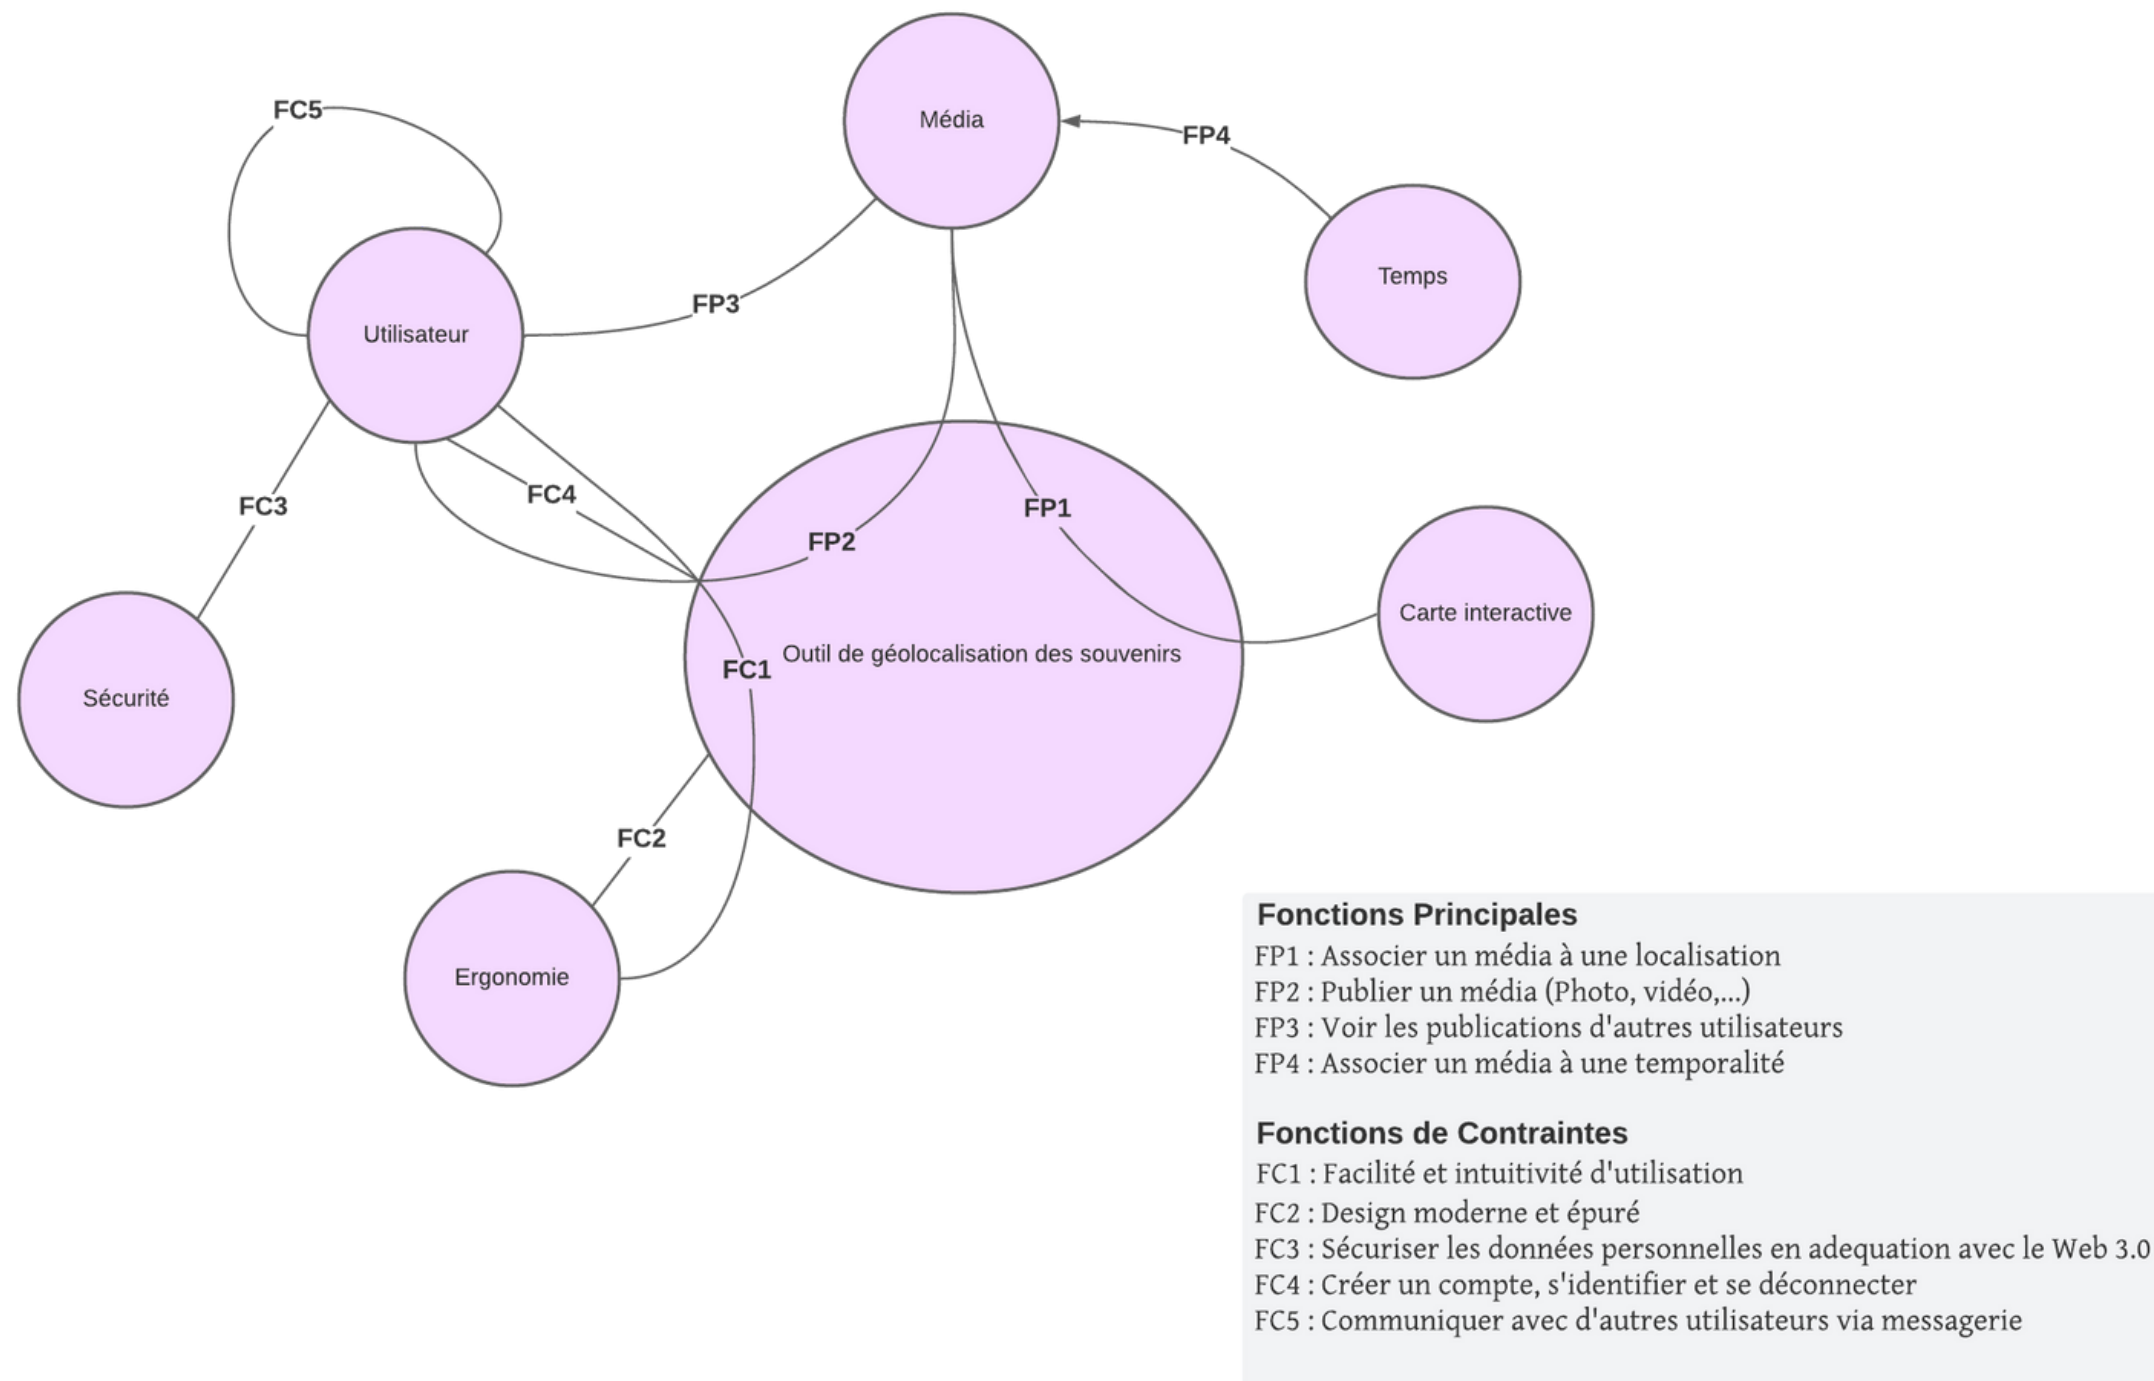 FC5
Média
FP4
Temps
FP3
Utilisateur
FC4
FC3
FP1
FP2
Carte interactive
Outil de géolocalisation des souvenirs
FC1
Sécurité
FC2
Ergonomie
Fonctions Principales
FP1 : Associer un média à une localisation
FP2 : Publier un média (Photo, vidéo,...)
FP3 : Voir les publications d'autres utilisateurs
FP4 : Associer un média à une temporalité
Fonctions de Contraintes
FC1 : Facilité et intuitivité d'utilisation
FC2 : Design moderne et épuré
FC3 : Sécuriser les données personnelles en adequation avec le Web 3.0
FC4 : Créer un compte, s'identifier et se déconnecter
FC5 : Communiquer avec d'autres utilisateurs via messagerie